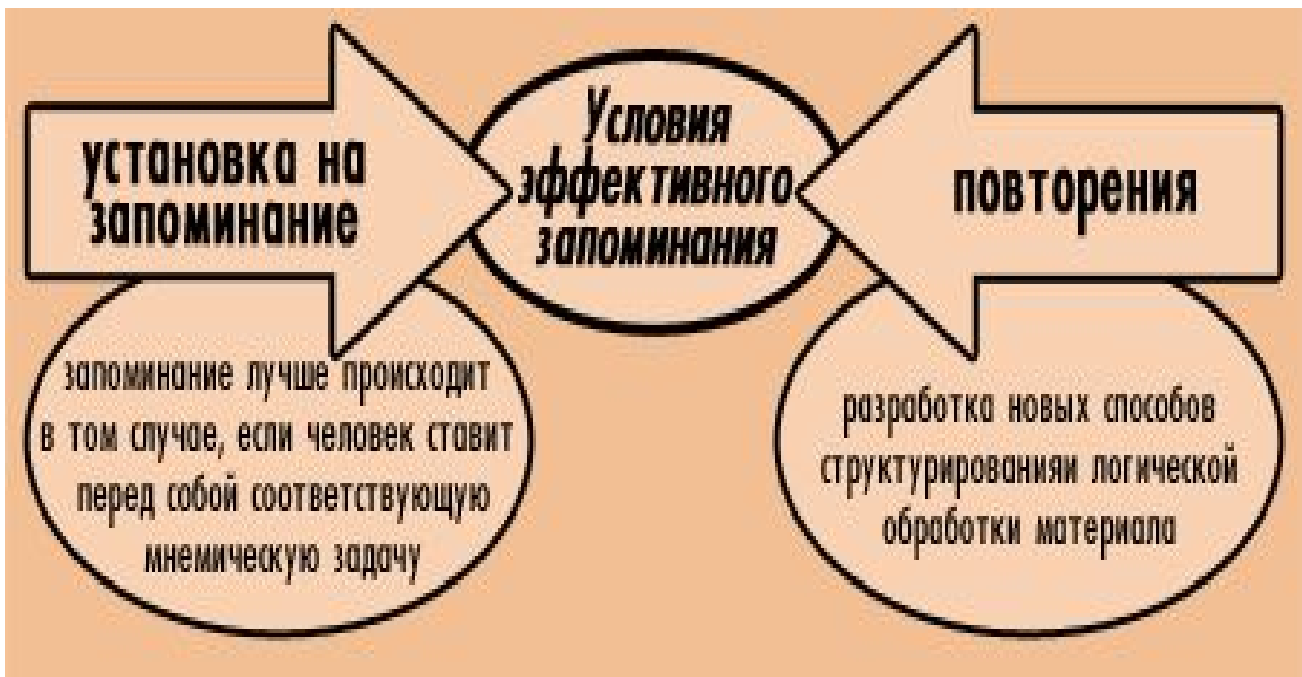 установка на
запоминание
Условия
эффективного
запоминания
повторения
запоминание лучше происходит
в том случае, если человек ставит
перед собой соответствующую
мнемическую задачу
разработка новых способов
структурированияи логической
обработки материала